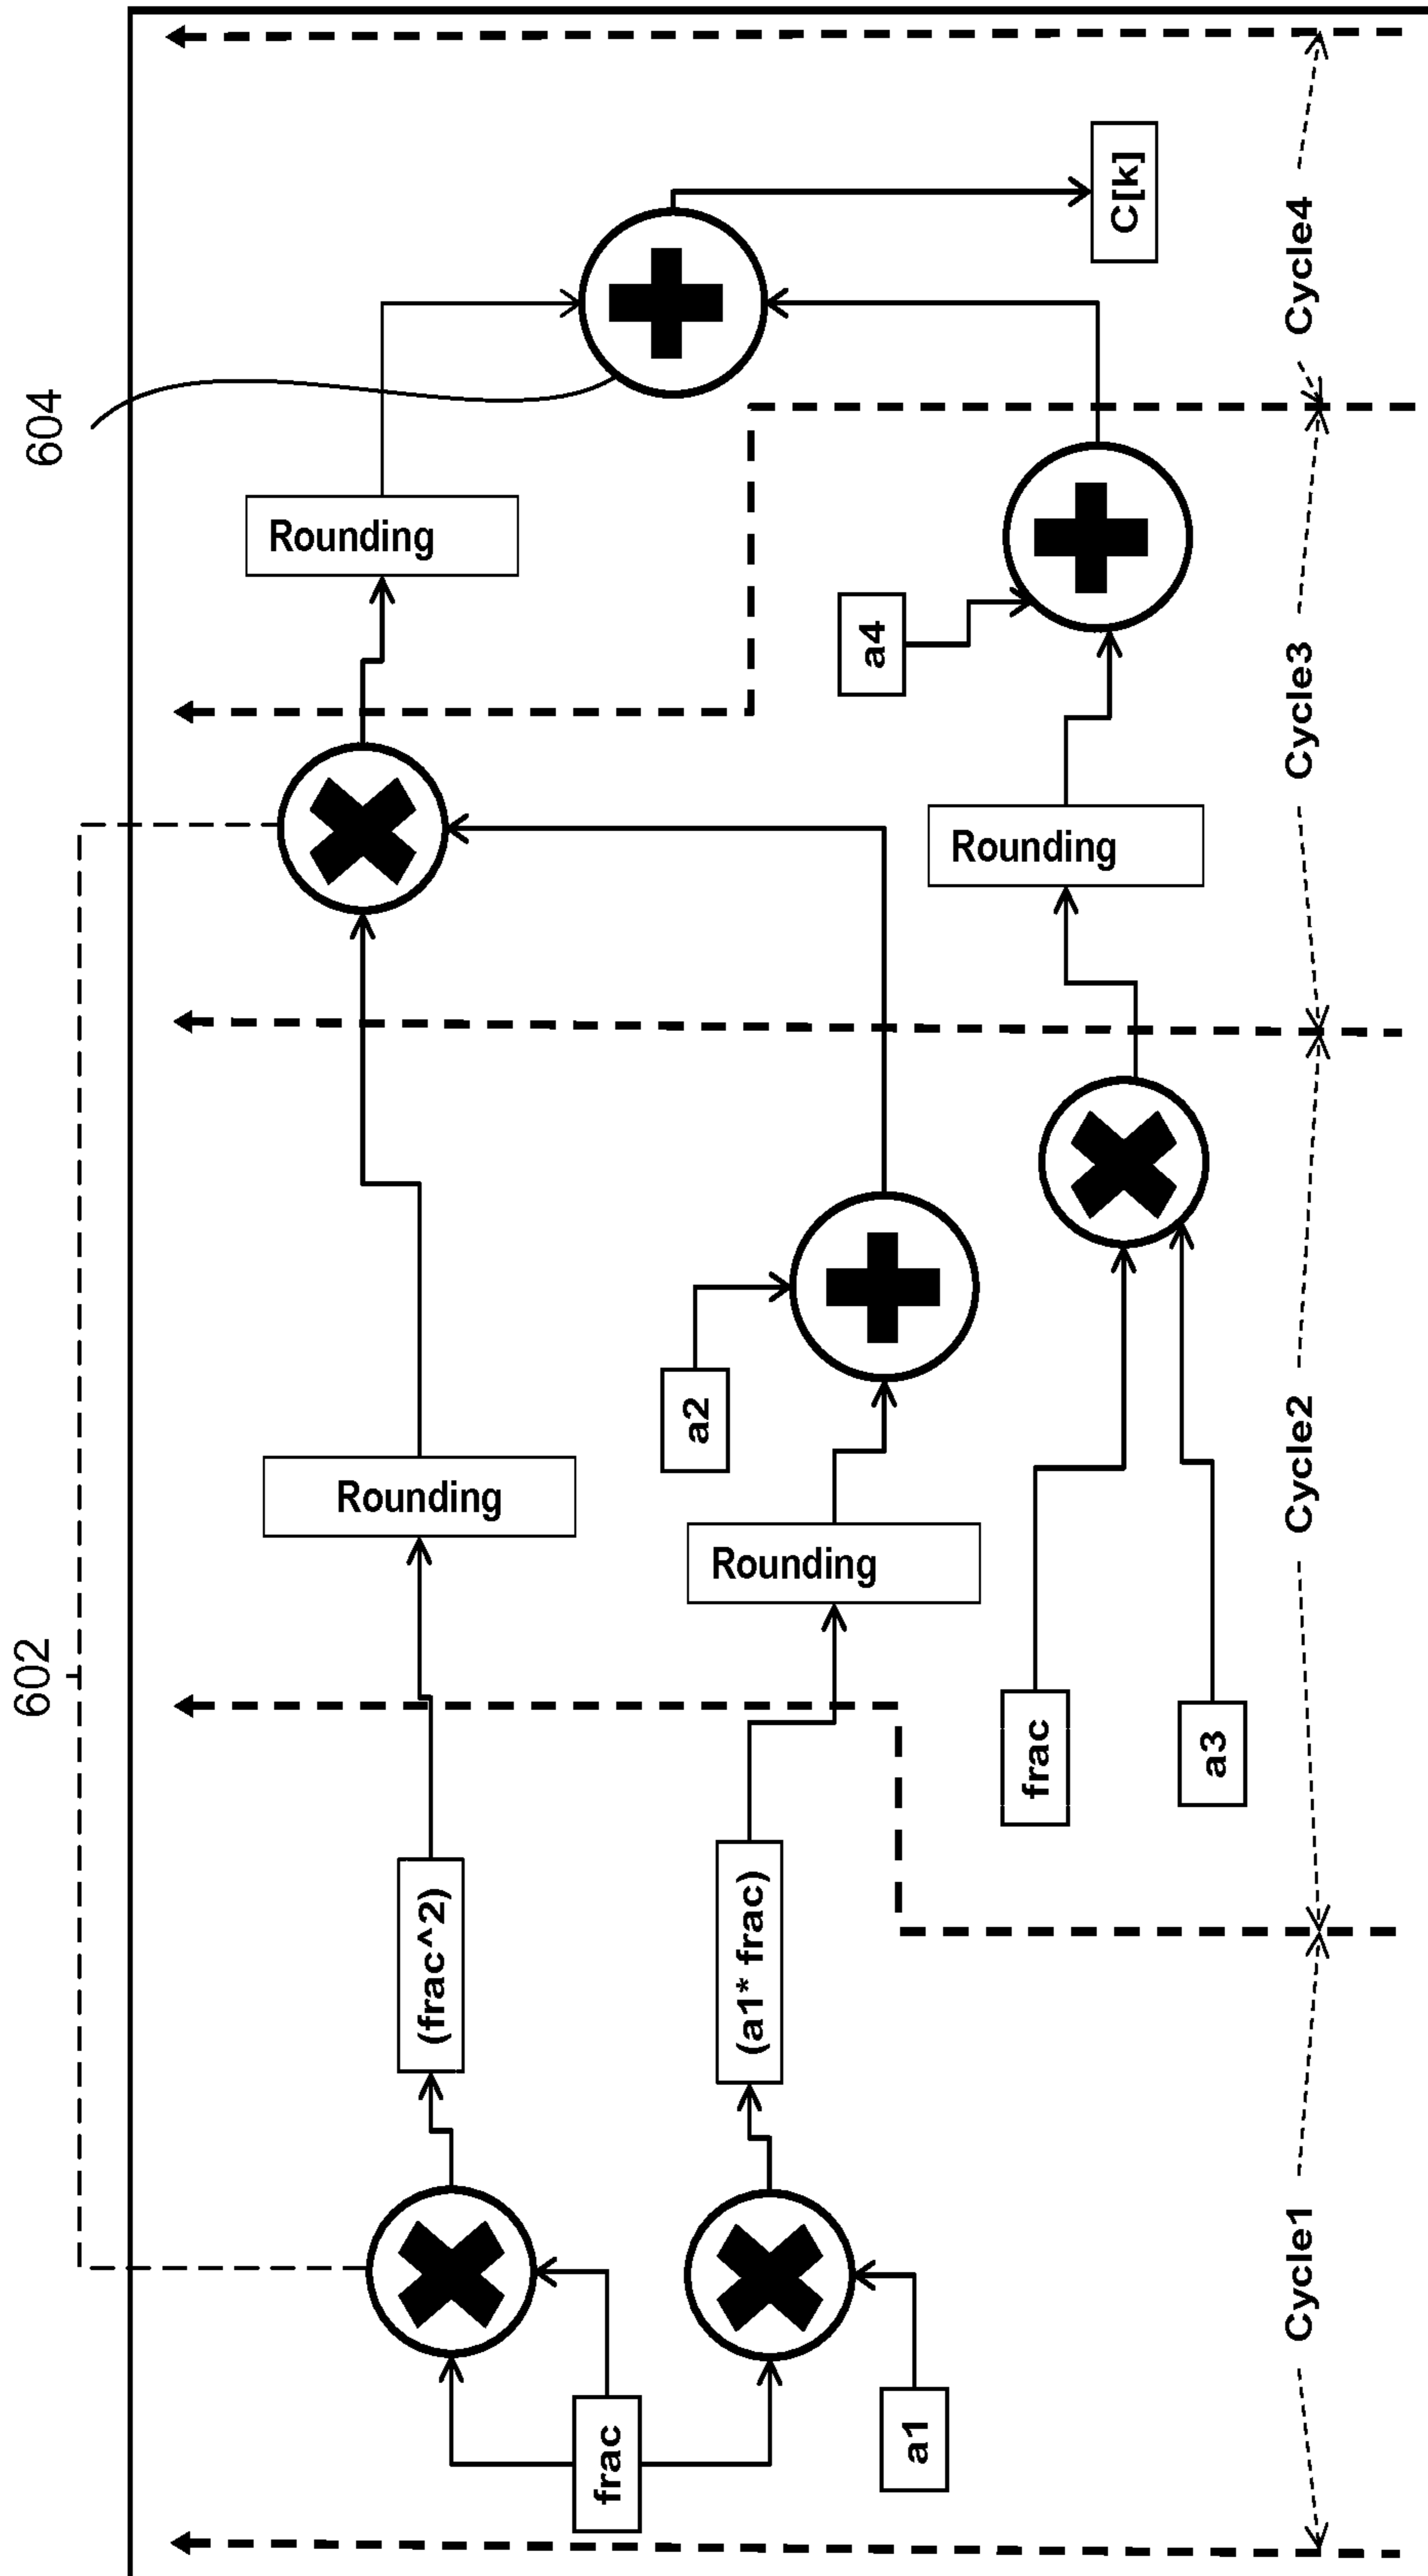 604
C[k]
Cycle4
Rounding
a4
Cycle3
Rounding
Rounding
a2
Cycle2
Rounding
602
frac
a3
(frac^2)
(a1* frac)
Cycle1
frac
a1